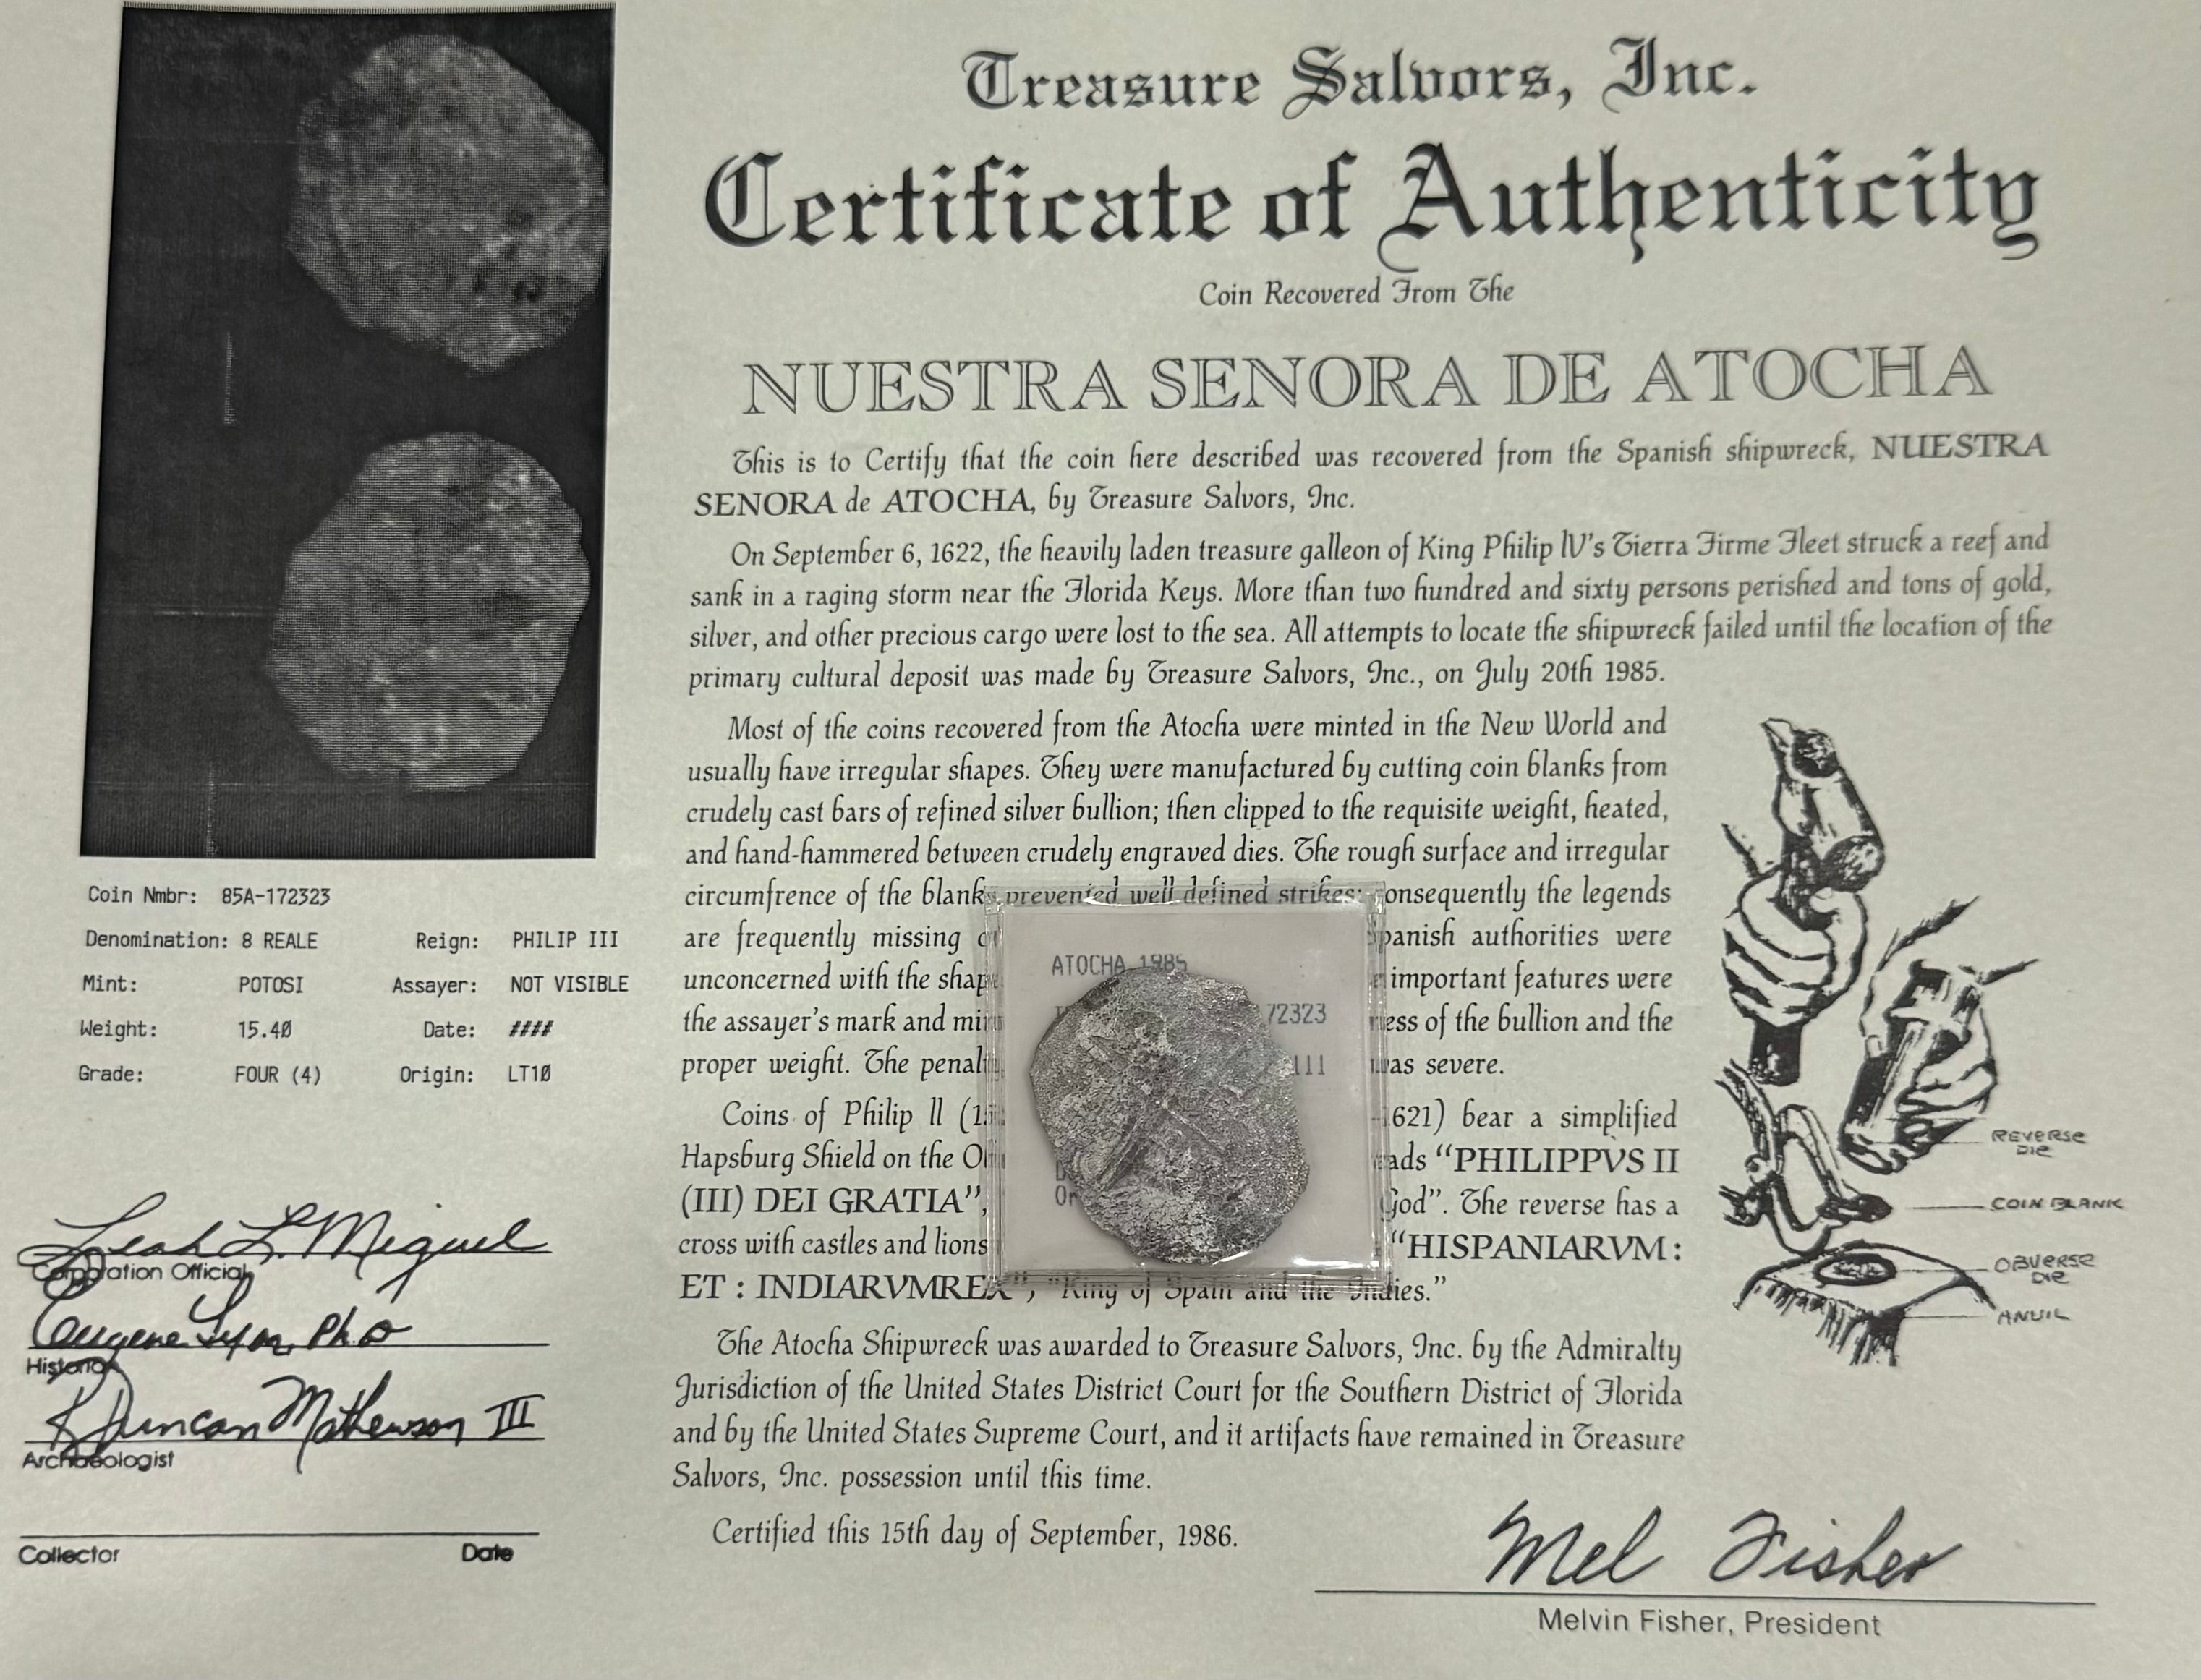 Treasure Salvors, Inc.
Certificate of Authenticity
Coin Recovered From The
NUESTRA SENORA DE ATOCHA
This is to Certify that the coin here described was recovered from the Spanish shipwreck, NUESTRA
SENORA de ATOCHA, by Treasure Salvors, Inc.
On September 6, 1622, the heavily laden treasure galleon of King Philip lV's Tierra Firme Fleet struck a reef and
sank in a raging storm near the Florida Keys. More than two hundred and sixty persons perished and tons of gold,
silver, and other precious cargo were lost to the sea. All attempts to locate the shipwreck failed until the location of the
primary cultural deposit was made by Treasure Salvors, Inc., on July 20th 1985.
Most of the coins recovered from the Atocha were minted in the New World and
usually have irregular shapes. They were manufactured by cutting coin blanks from
crudely cast bars of refined silver bullion; then clipped to the requisite weight, heated,
and hand-hammered between crudely engraved dies. The rough surface and irregular
circumfrence of the blanks prevented well defined strikes; consequently the legends
are frequently missing panish authorities were
unconcerned with the shap important features were
the assayer's mark and min ess of the bullion and the
proper weight. The penal was severe.
Coins of Philip ll (1 1621) bear a simplified
Hapsburg Shield on the O ads "PHILIPPVS II
(III) DEI GRATIA", God". The reverse has a
cross with castles and lions "HISPANIARVM :
ET : INDIARVMREX", "King of Spain and the Indies."
The Atocha Shipwreck was awarded to Treasure Salvors, Inc. by the Admiralty
Jurisdiction of the United States District Court for the Southern District of Florida
and by the United States Supreme Court, and it artifacts have remained in Treasure
Salvors, Inc. possession until this time.
Certified this 15th day of September, 1986.
Mel Fisher
Melvin Fisher, President
Coin Nmbr: 85A-172323
Denomination: 8 REALE Reign: PHILIP III
Mint: POTOSI Assayer: NOT VISIBLE
Weight: 15.40 Date: ####
Grade: FOUR (4) Origin: LT10
Leah L. Miguel
Corporation Official
Eugene Lyon, Ph.D
Historian
R Duncan Mathewson III
Archaeologist
Collector Date
ATOCHA 1985
72323
111
REVERSE
DIE
COIN BLANK
OBVERSE
DIE
ANVIL